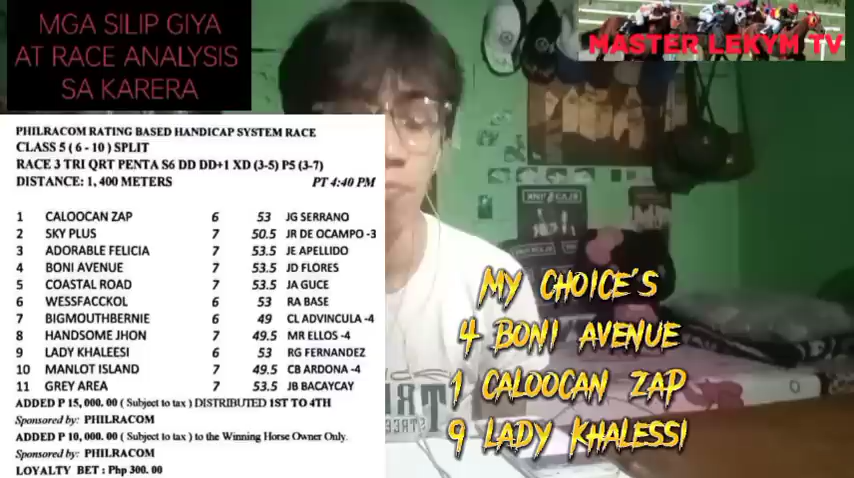 MGA SILIP GIYA
AT RACE ANALYSIS
SA KARERA
MASTER LEKYM TV
PHILRACOM RATING BASED HANDICAP SYSTEM RACE
CLASS 5 ( 6 - 10 ) SPLIT
RACE 3 TRI QRT PENTA S6 DD DD+1 XD (3-5) P5 (3-7)
DISTANCE: 1, 400 METERS PT 4:40 PM
1 CALOOCAN ZAP 6 53 JG SERRANO
2 SKY PLUS 7 50.5 JR DE OCAMPO -3
3 ADORABLE FELICIA 7 53.5 JE APELLIDO
4 BONI AVENUE 7 53.5 JD FLORES
5 COASTAL ROAD 7 53.5 JA GUCE
6 WESSFACCKOL 6 53 RA BASE
7 BIGMOUTHBERNIE 6 49 CL ADVINCULA -4
8 HANDSOME JHON 7 49.5 MR ELLOS -4
9 LADY KHALEESI 6 53 RG FERNANDEZ
10 MANLOT ISLAND 7 49.5 CB ARDONA -4
11 GREY AREA 7 53.5 JB BACAYCAY
ADDED P 15, 000. 00 ( Subject to tax ) DISTRIBUTED 1ST TO 4TH
Sponsored by: PHILRACOM
ADDED P 10, 000. 00 ( Subject to tax ) to the Winning Horse Owner Only.
Sponsored by: PHILRACOM
LOYALTY BET : Php 300. 00
MY CHOICE'S
4 BONI AVENUE
1 CALOOCAN ZAP
9 LADY KHALESSI